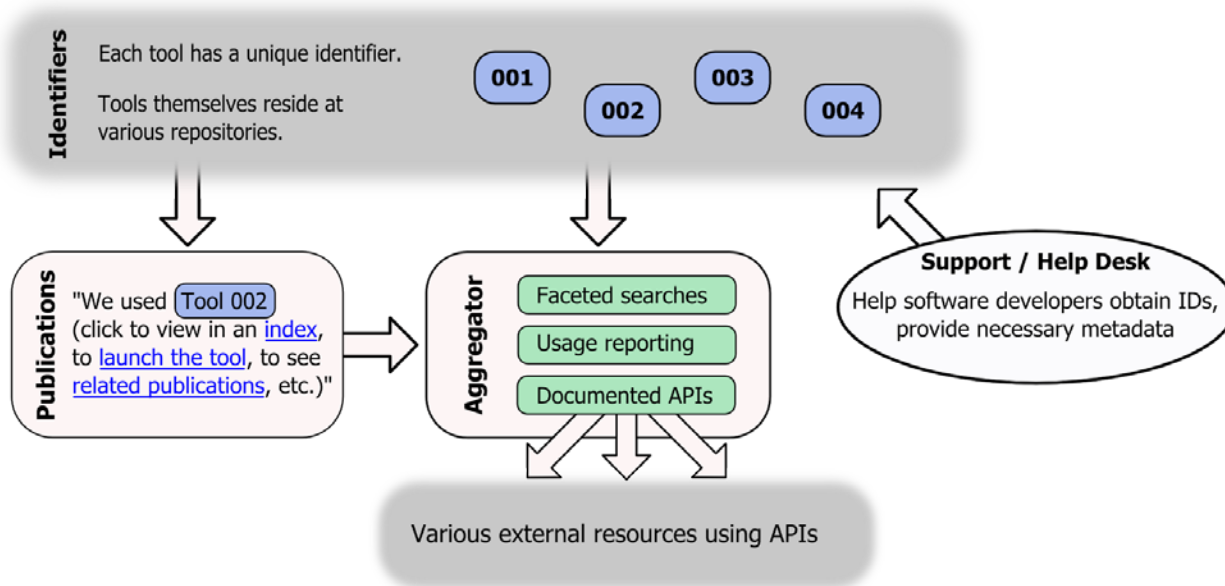 Identifiers
Each tool has a unique identifier.
Tools themselves reside at
various repositories.
001
002
003
004
Publications
"We used Tool 002
(click to view in an index,
to launch the tool, to see
related publications, etc.)"
Aggregator
Faceted searches
Usage reporting
Documented APIs
Support / Help Desk
Help software developers obtain IDs,
provide necessary metadata
Various external resources using APIs